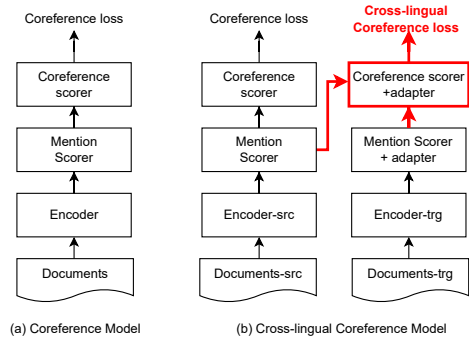 Coreference loss
Coreference
scorer
Mention
Scorer
Encoder
Documents
(a) Coreference Model
Coreference loss
Coreference
scorer
Mention
Scorer
Encoder-src
Documents-src
Cross-lingual
Coreference loss
Coreference scorer
+adapter
Mention Scorer
+ adapter
Encoder-trg
Documents-trg
(b) Cross-lingual Coreference Model